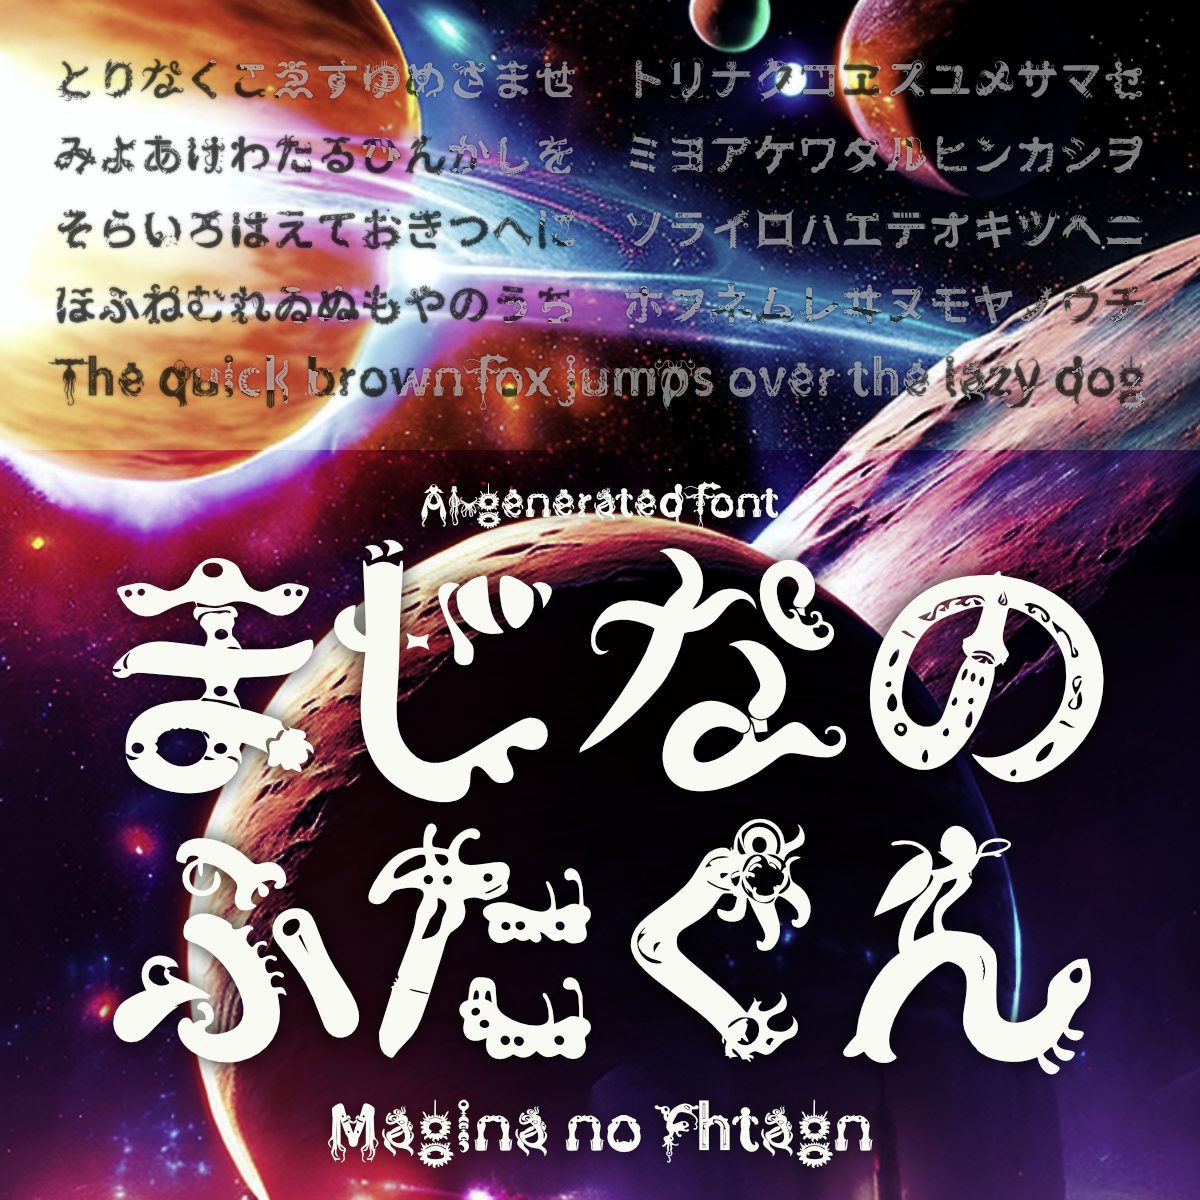 とりなくこゑすゆめさませ　トリナクコヱスユメサマセ
みよあけわたるひんかしを　ミヨアケワタルヒンカシヲ
そらいろはえておきつへに　ソライロハエテオキツヘニ
ほふねむれゐぬもやのうち　ホフネムレヰヌモヤノウチ
The quick brown fox jumps over the lazy dog
AI-generated font
まじなの
ふたぐん
Magina no Fhtagn